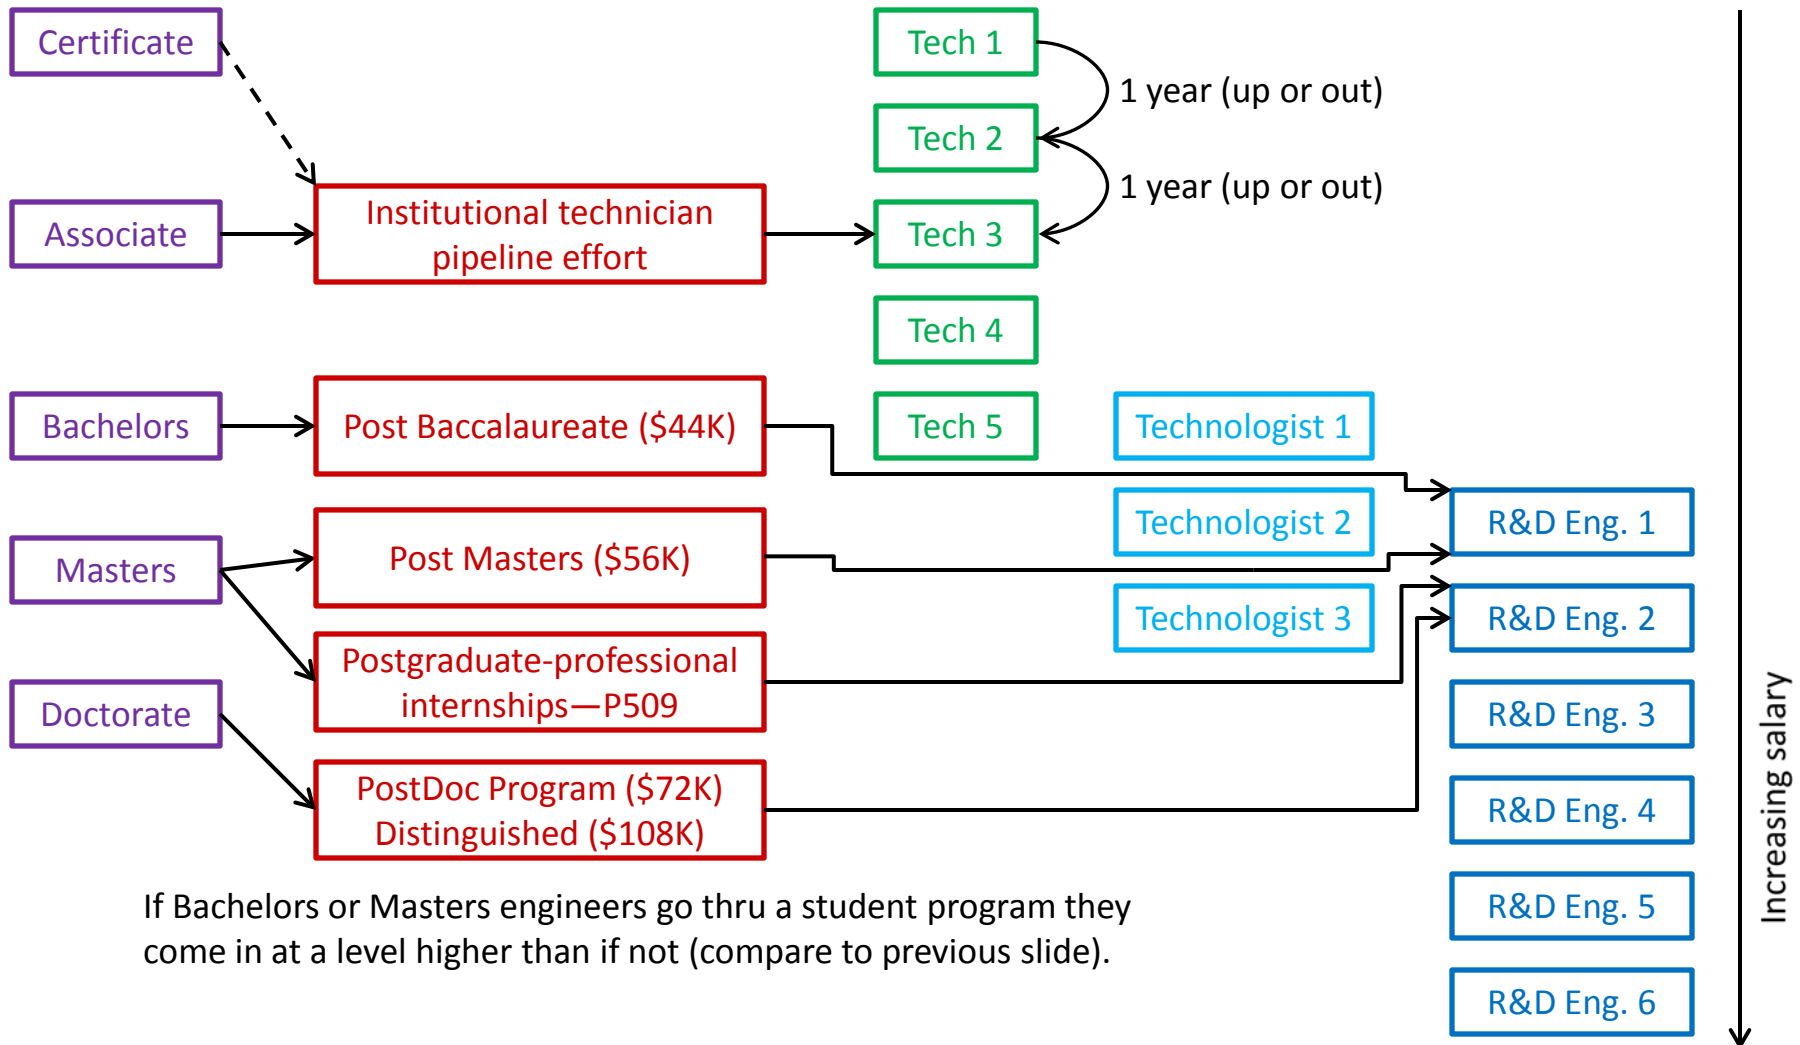 Certificate
Associate
Bachelors
Masters
Doctorate
Institutional technician
pipeline effort
Post Baccalaureate ($44K)
Post Masters ($56K)
Postgraduate-professional
internships—P509
PostDoc Program ($72K)
Distinguished ($108K)
Tech 1
Tech 2
Tech 3
Tech 4
Tech 5
1 year (up or out)
1 year (up or out)
Technologist 1
Technologist 2
Technologist 3
R&D Eng. 1
R&D Eng. 2
R&D Eng. 3
R&D Eng. 4
R&D Eng. 5
R&D Eng. 6
Increasing salary
If Bachelors or Masters engineers go thru a student program they
come in at a level higher than if not (compare to previous slide).